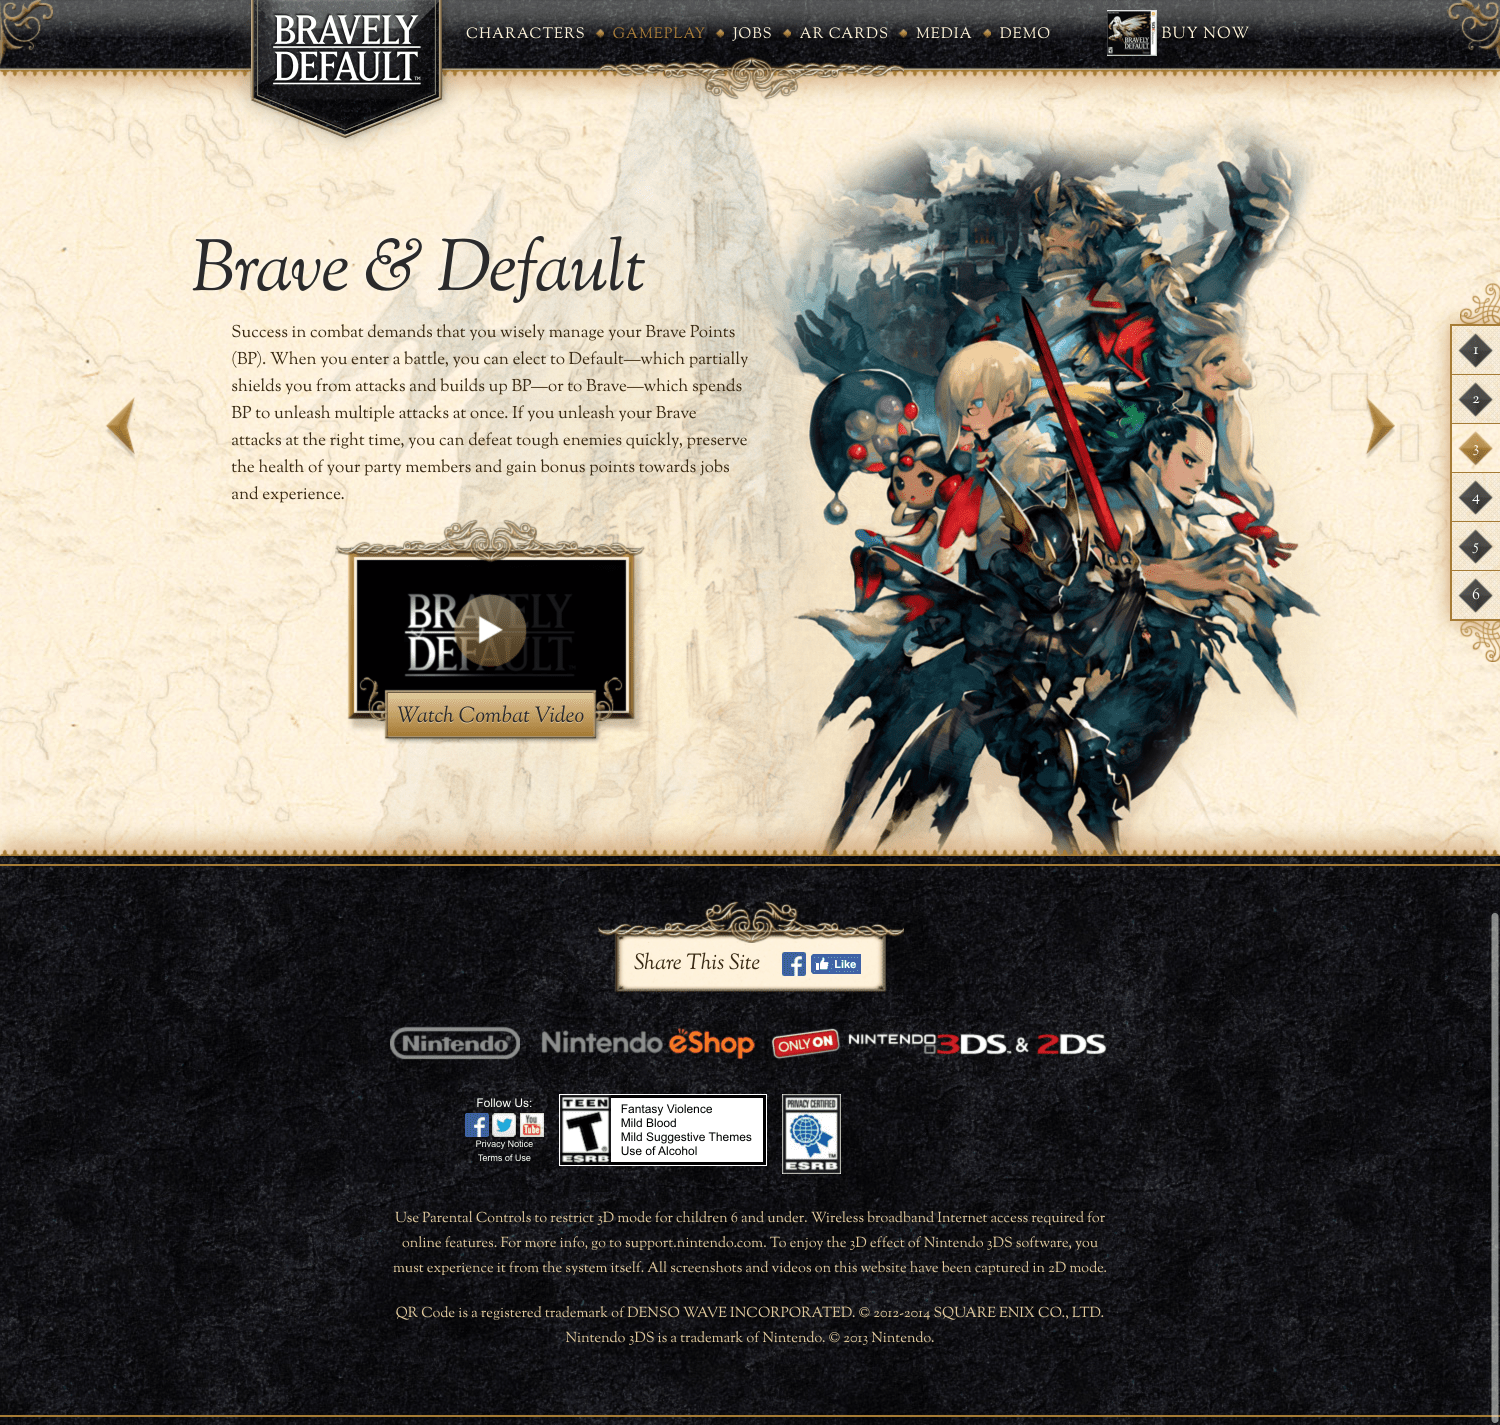 BRAVELY
DEFAULT™
CHARACTERS GAMEPLAY JOBS AR CARDS MEDIA DEMO BUY NOW
Brave & Default
Success in combat demands that you wisely manage your Brave Points
(BP). When you enter a battle, you can elect to Default—which partially
shields you from attacks and builds up BP—or to Brave—which spends
BP to unleash multiple attacks at once. If you unleash your Brave
attacks at the right time, you can defeat tough enemies quickly, preserve
the health of your party members and gain bonus points towards jobs
and experience.
1
2
3
4
5
6
BRAVELY
DEFAULT
Watch Combat Video
Share This Site
Like
Nintendo®
Nintendo eShop
ONLY ON NINTENDO 3DS™ & 2DS
Follow Us:
You
Tube
Privacy Notice
Terms of Use
TEEN
T
ESRB
Fantasy Violence
Mild Blood
Mild Suggestive Themes
Use of Alcohol
PRIVACY CERTIFIED
ESRB
Use Parental Controls to restrict 3D mode for children 6 and under. Wireless broadband Internet access required for
online features. For more info, go to support.nintendo.com. To enjoy the 3D effect of Nintendo 3DS software, you
must experience it from the system itself. All screenshots and videos on this website have been captured in 2D mode.
QR Code is a registered trademark of DENSO WAVE INCORPORATED. © 2012-2014 SQUARE ENIX CO., LTD.
Nintendo 3DS is a trademark of Nintendo. © 2013 Nintendo.